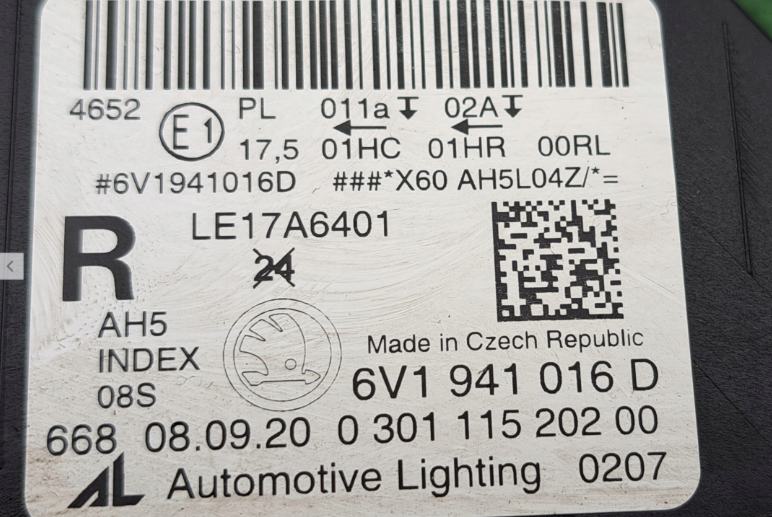 4652 E1 PL 011a 02A
17,5 01HC 01HR 00RL
#6V1941016D ###*X60 AH5L04Z/*=
R LE17A6401
24
AH5
INDEX
08S
Made in Czech Republic
6V1 941 016 D
668 08.09.20 0 301 115 202 00
AL Automotive Lighting 0207